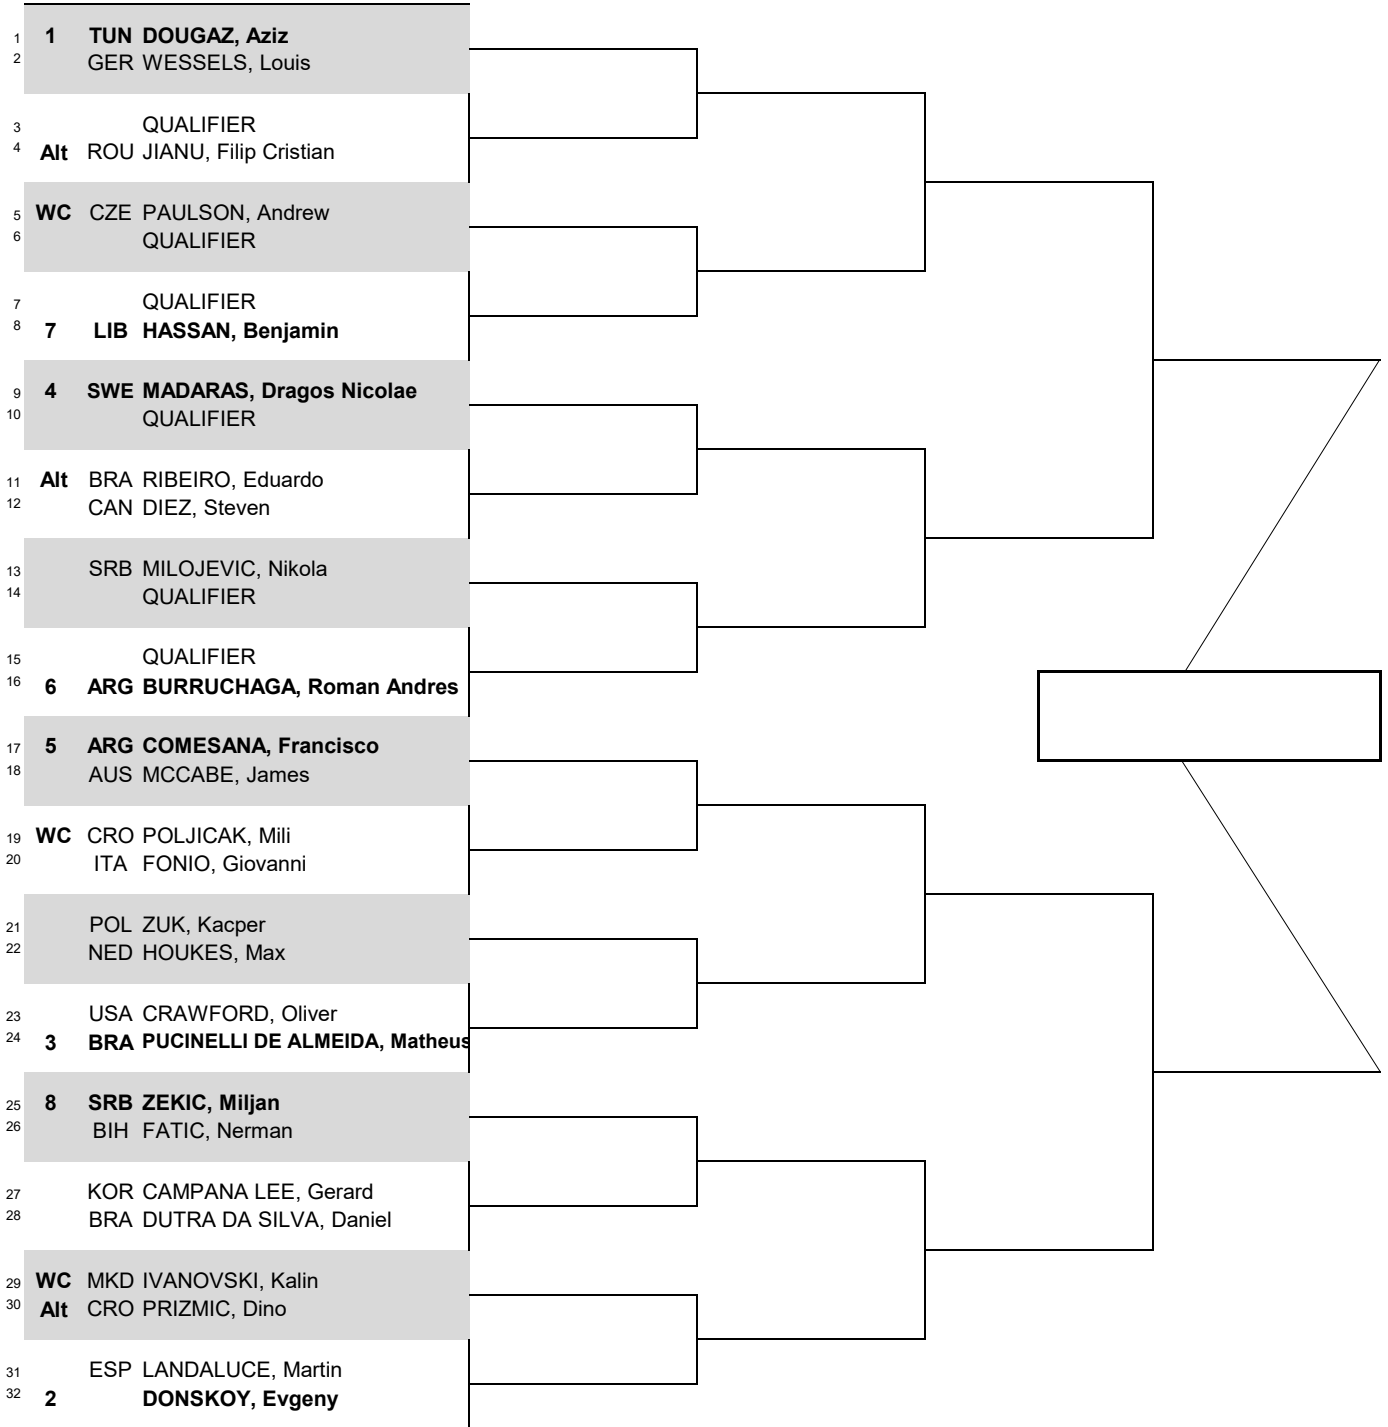 1 1 TUN DOUGAZ, Aziz
2 GER WESSELS, Louis
3 QUALIFIER
4 Alt ROU JIANU, Filip Cristian
5 WC CZE PAULSON, Andrew
6 QUALIFIER
7 QUALIFIER
8 7 LIB HASSAN, Benjamin
9 4 SWE MADARAS, Dragos Nicolae
10 QUALIFIER
11 Alt BRA RIBEIRO, Eduardo
12 CAN DIEZ, Steven
13 SRB MILOJEVIC, Nikola
14 QUALIFIER
15 QUALIFIER
16 6 ARG BURRUCHAGA, Roman Andres
17 5 ARG COMESANA, Francisco
18 AUS MCCABE, James
19 WC CRO POLJICAK, Mili
20 ITA FONIO, Giovanni
21 POL ZUK, Kacper
22 NED HOUKES, Max
23 USA CRAWFORD, Oliver
24 3 BRA PUCINELLI DE ALMEIDA, Matheus
25 8 SRB ZEKIC, Miljan
26 BIH FATIC, Nerman
27 KOR CAMPANA LEE, Gerard
28 BRA DUTRA DA SILVA, Daniel
29 WC MKD IVANOVSKI, Kalin
30 Alt CRO PRIZMIC, Dino
31 ESP LANDALUCE, Martin
32 2 DONSKOY, Evgeny